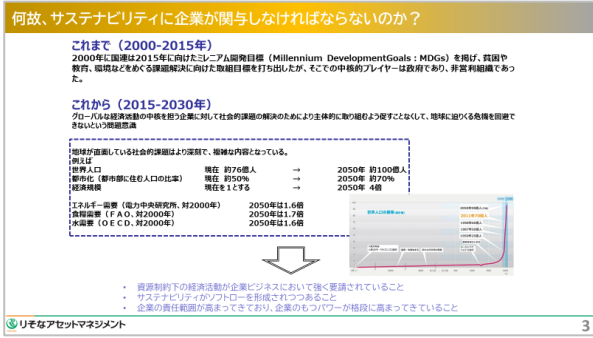 何故、サステナビリティに企業が関与しなければならないのか？
これまで（2000-2015年）
2000年に国連は2015年に向けたミレニアム開発目標（Millennium DevelopmentGoals：MDGs）を掲げ、貧困や
教育、環境などをめぐる課題解決に向けた取組目標を打ち出したが、そこでの中核的プレイヤーは政府であり、非営利組織であっ
た。
これから（2015-2030年）
グローバルな経済活動の中核を担う企業に対して社会的課題の解決のためにより主体的に取り組むよう促すことなくして、地球に迫りくる危機を回避で
きないという問題意識
地球が直面している社会的課題はより深刻で、複雑な内容となっている。
例えば
世界人口 現在 約76億人 → 2050年 約100億人
都市化（都市部に住む人口の比率） 現在 約50% → 2050年 約70%
経済規模 現在を1とする → 2050年 4倍
エネルギー需要（電力中央研究所、対2000年） 2050年は1.6倍
食糧需要（ＦＡＯ、対2000年） 2050年は1.7倍
水需要（ＯＥＣＤ、対2000年） 2050年は1.6倍
世界人口の推移
・ 資源制約下の経済活動が企業ビジネスにおいて強く要請されていること
・ サステナビリティがソフトローを形成されつつあること
・ 企業の責任範囲が高まってきており、企業のもつパワーが格段に高まってきていること
りそなアセットマネジメント
3